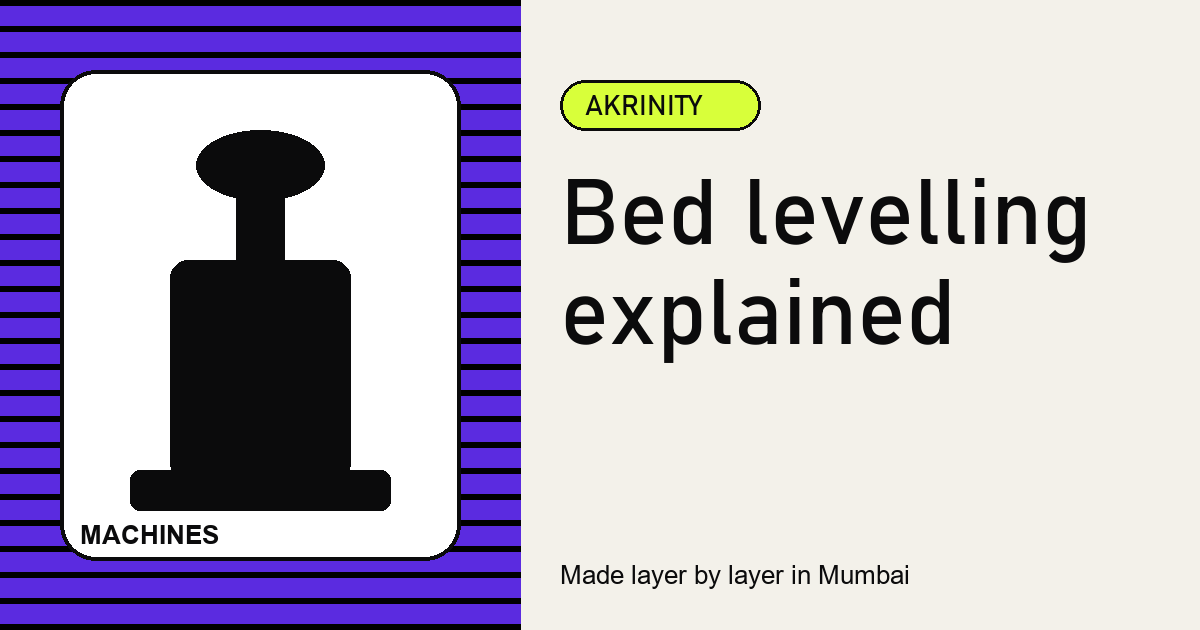 AKRINITY
Bed levelling
explained
MACHINES
Made layer by layer in Mumbai